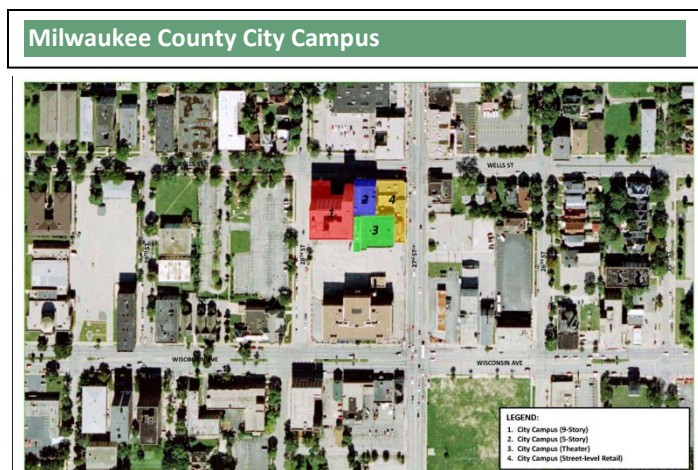 Milwaukee County City Campus
WELLS ST
1
2
4
3
28TH ST
27TH ST
26TH ST
WISCONSIN AVE
WISCONSIN AVE
LEGEND:
1. City Campus (9-Story)
2. City Campus (5-Story)
3. City Campus (Theater)
4. City Campus (Street-level Retail)